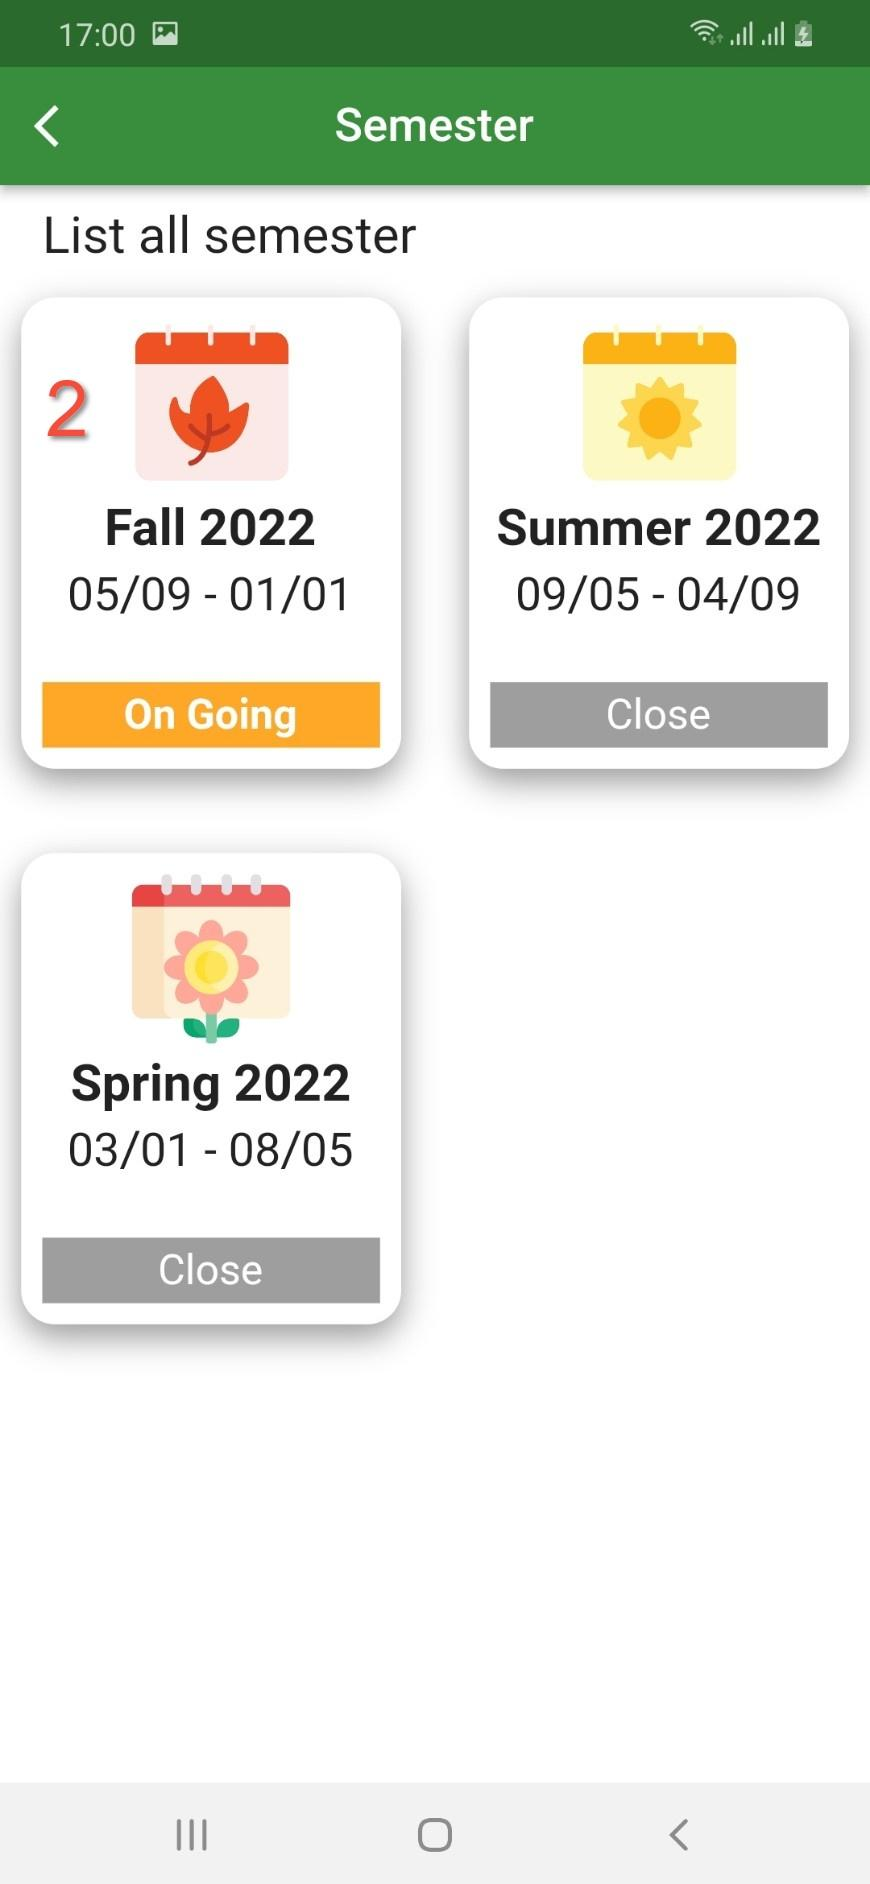 17:00
Semester
List all semester
2
Fall 2022
05/09 - 01/01
On Going
Summer 2022
09/05 - 04/09
Close
Spring 2022
03/01 - 08/05
Close